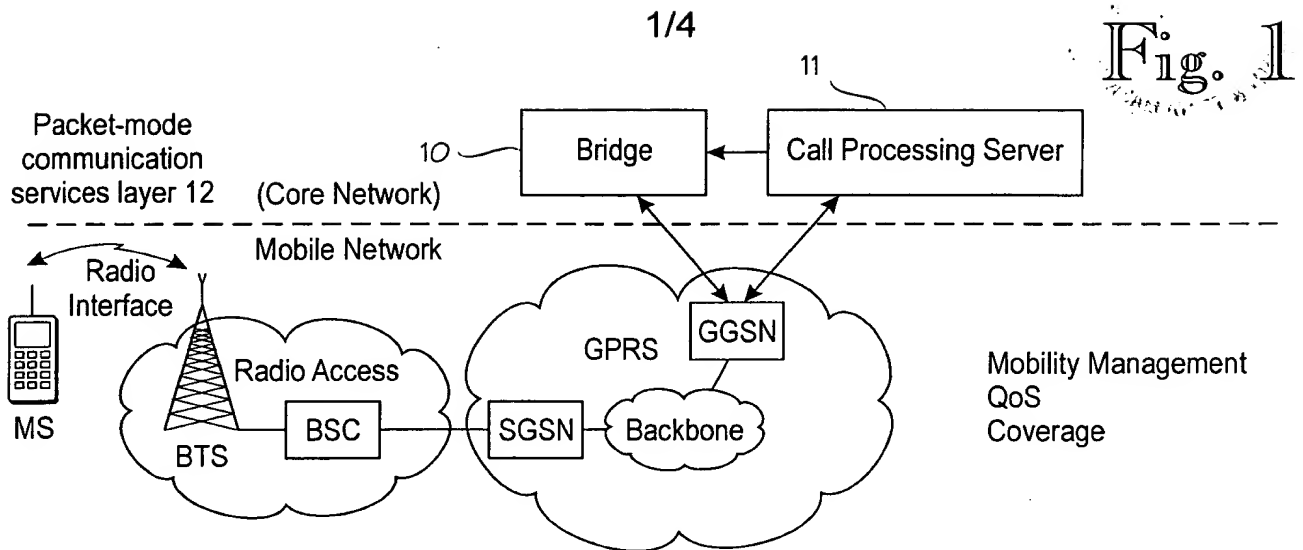 1/4
Fig. 1
11
Packet-mode
communication
services layer 12
10
Bridge
Call Processing Server
(Core Network)
Mobile Network
Radio
Interface
GGSN
GPRS
Radio Access
Mobility Management
QoS
Coverage
MS
BTS
BSC
SGSN
Backbone